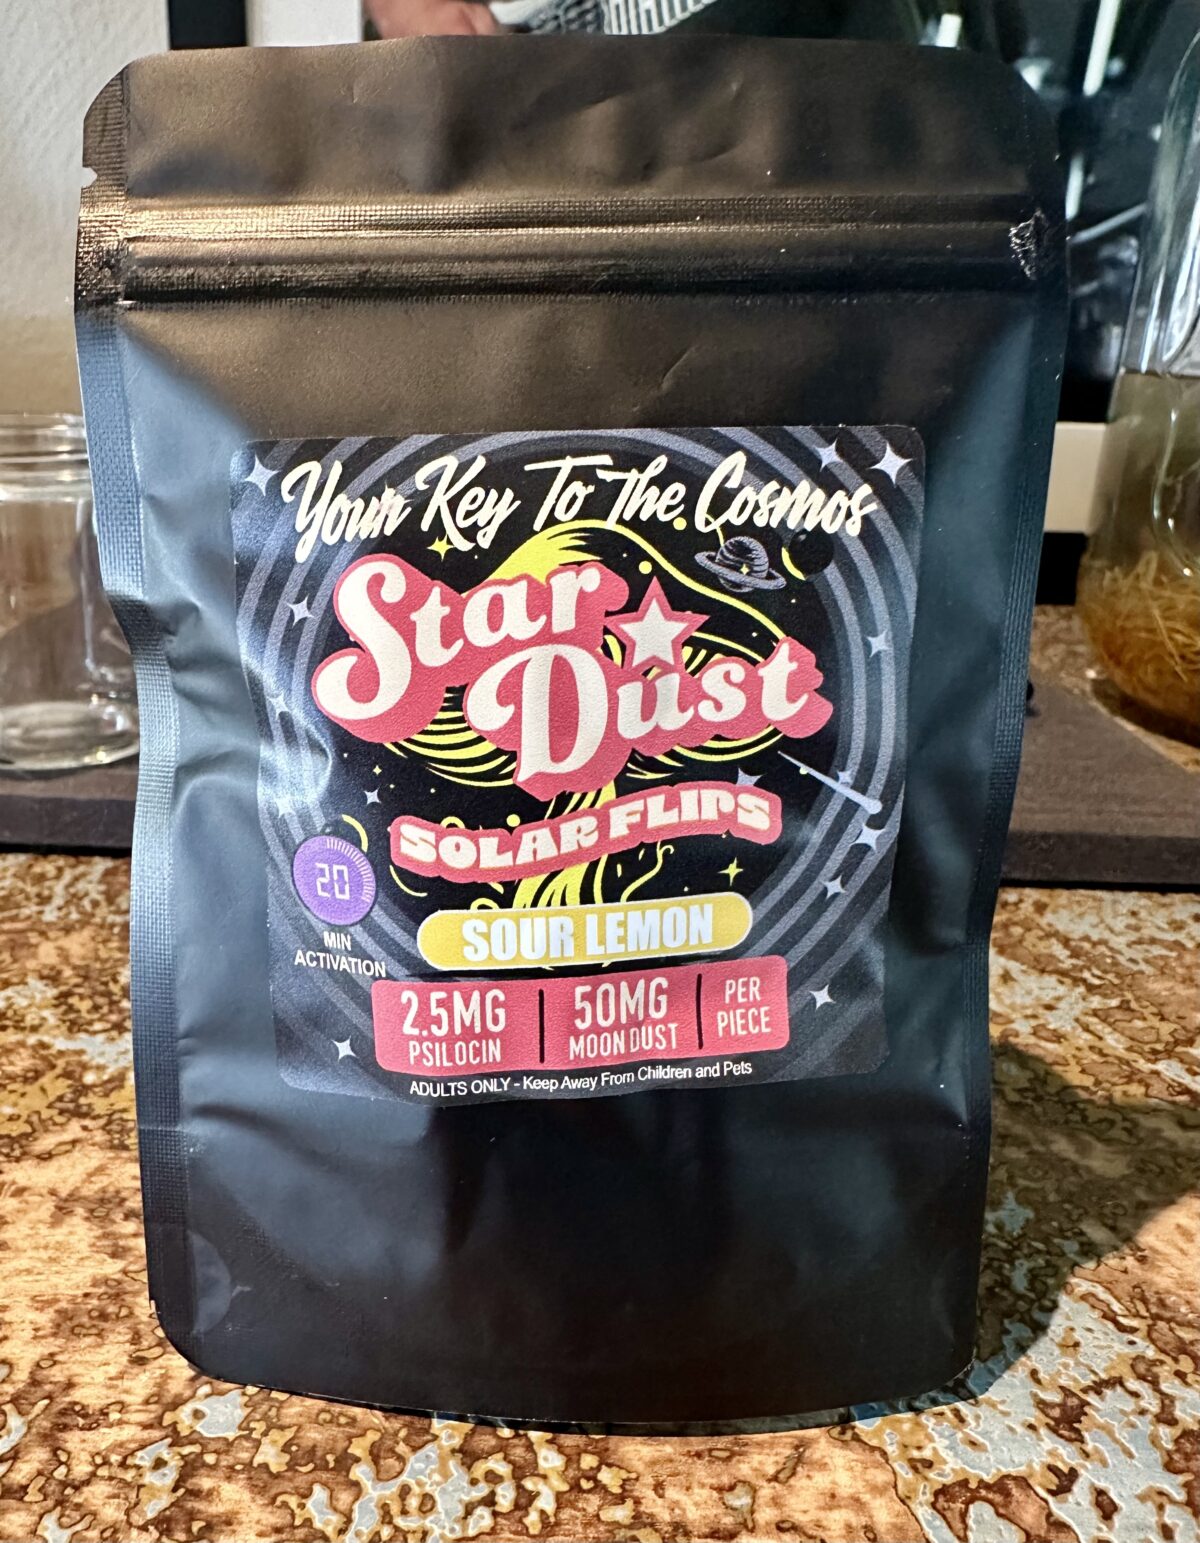 Your Key To The Cosmos
Star
Dust
SOLAR FLIPS
20
MIN
ACTIVATION
SOUR LEMON
2.5MG
PSILOCIN
50MG
MOON DUST
PER
PIECE
ADULTS ONLY - Keep Away From Children and Pets